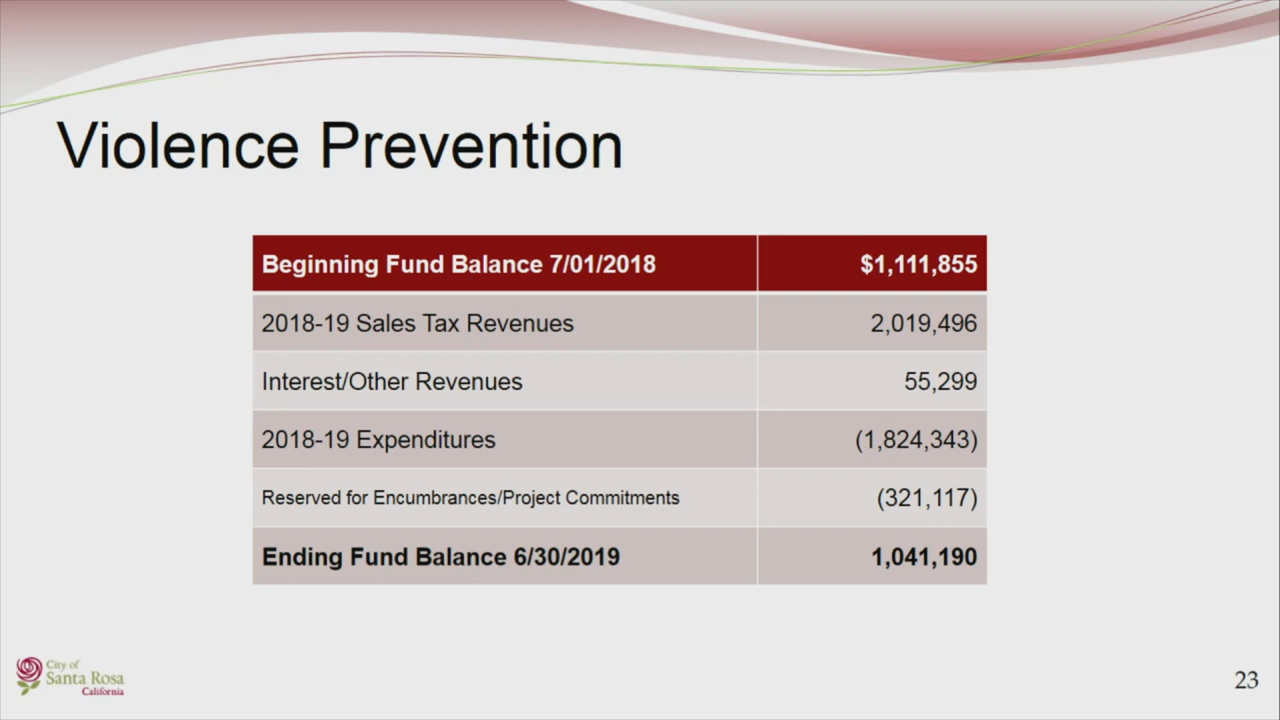 Violence Prevention
Beginning Fund Balance 7/01/2018 $1,111,855
2018-19 Sales Tax Revenues 2,019,496
Interest/Other Revenues 55,299
2018-19 Expenditures (1,824,343)
Reserved for Encumbrances/Project Commitments (321,117)
Ending Fund Balance 6/30/2019 1,041,190
City of
Santa Rosa
California
23